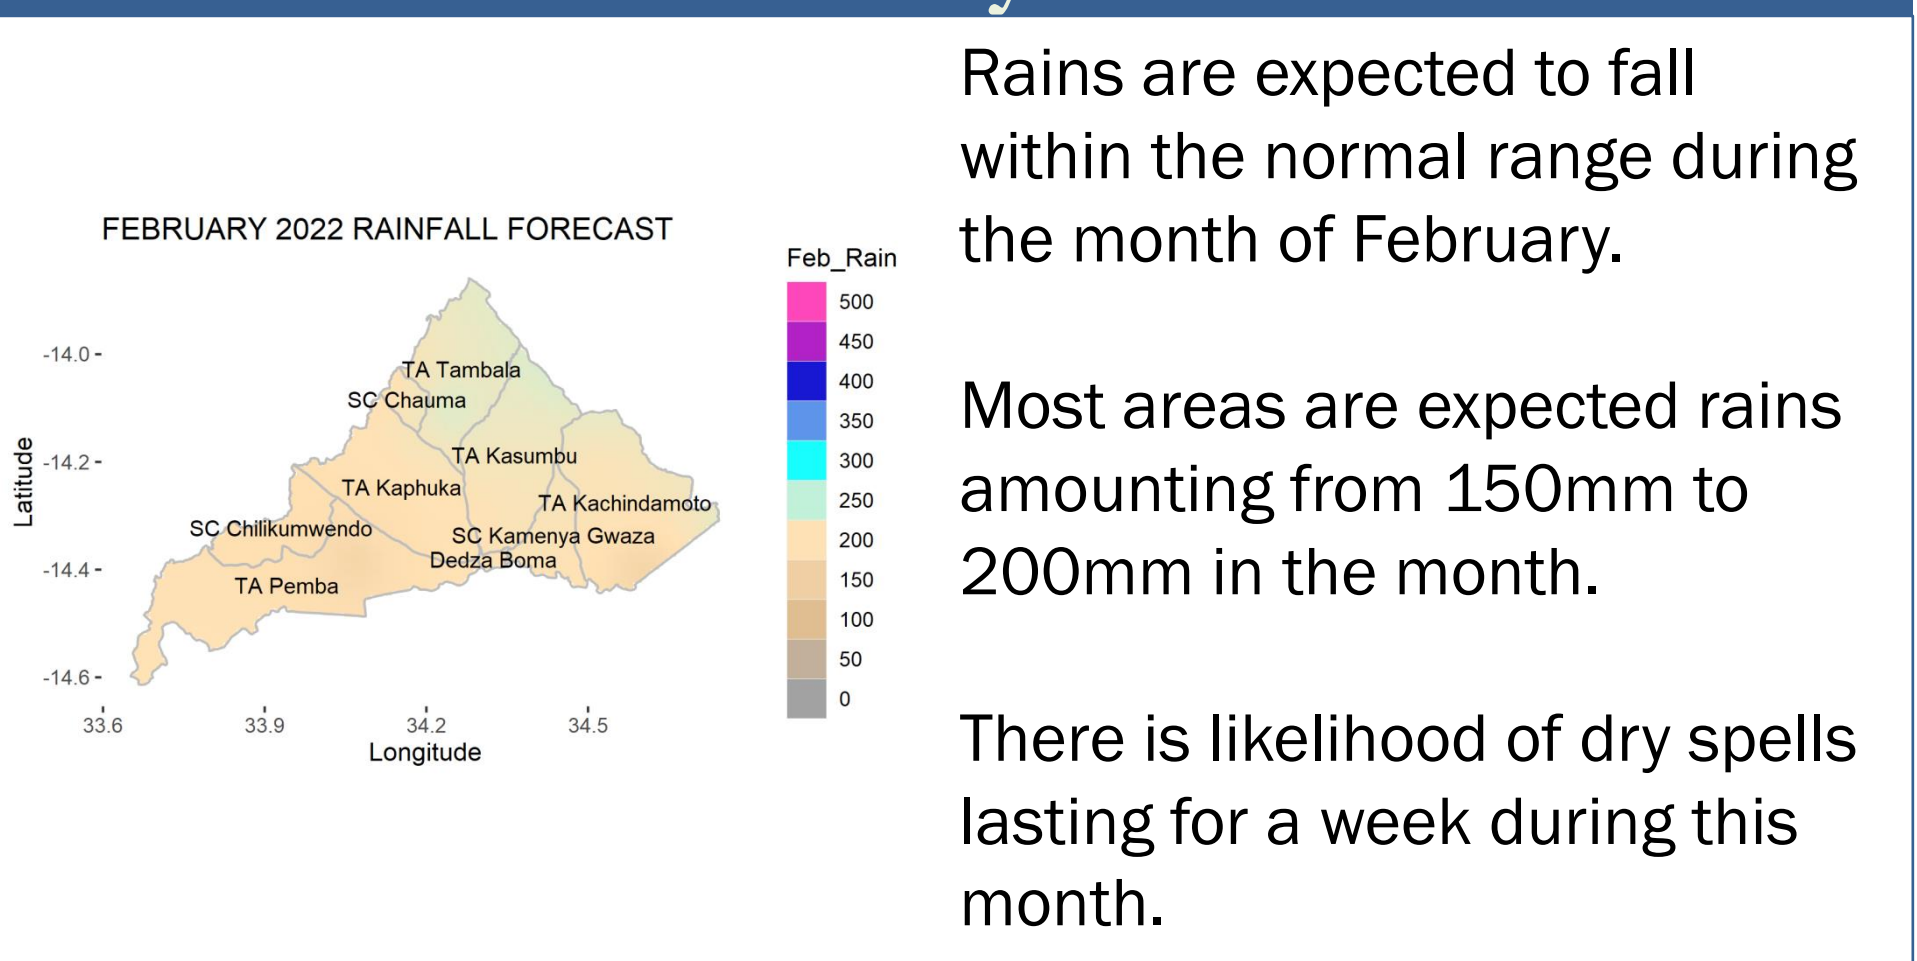 FEBRUARY 2022 RAINFALL FORECAST
Feb_Rain
500
450
400
350
300
250
200
150
100
50
0
Latitude
-14.0
-14.2
-14.4
-14.6
TA Tambala
SC Chauma
TA Kasumbu
TA Kaphuka
TA Kachindamoto
SC Chilikumwendo
SC Kamenya Gwaza
Dedza Boma
TA Pemba
33.6 33.9 34.2 34.5
Longitude
Rains are expected to fall
within the normal range during
the month of February.
Most areas are expected rains
amounting from 150mm to
200mm in the month.
There is likelihood of dry spells
lasting for a week during this
month.